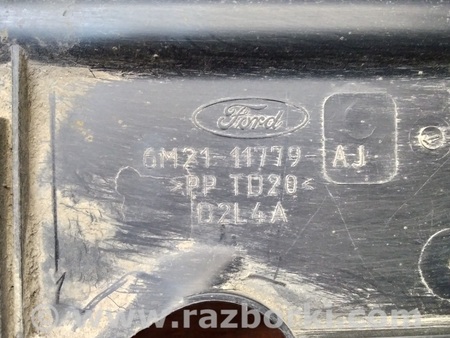 Ford
6M21-11779-AJ
>PP TD20<
D2L4A
©www.razborki.com